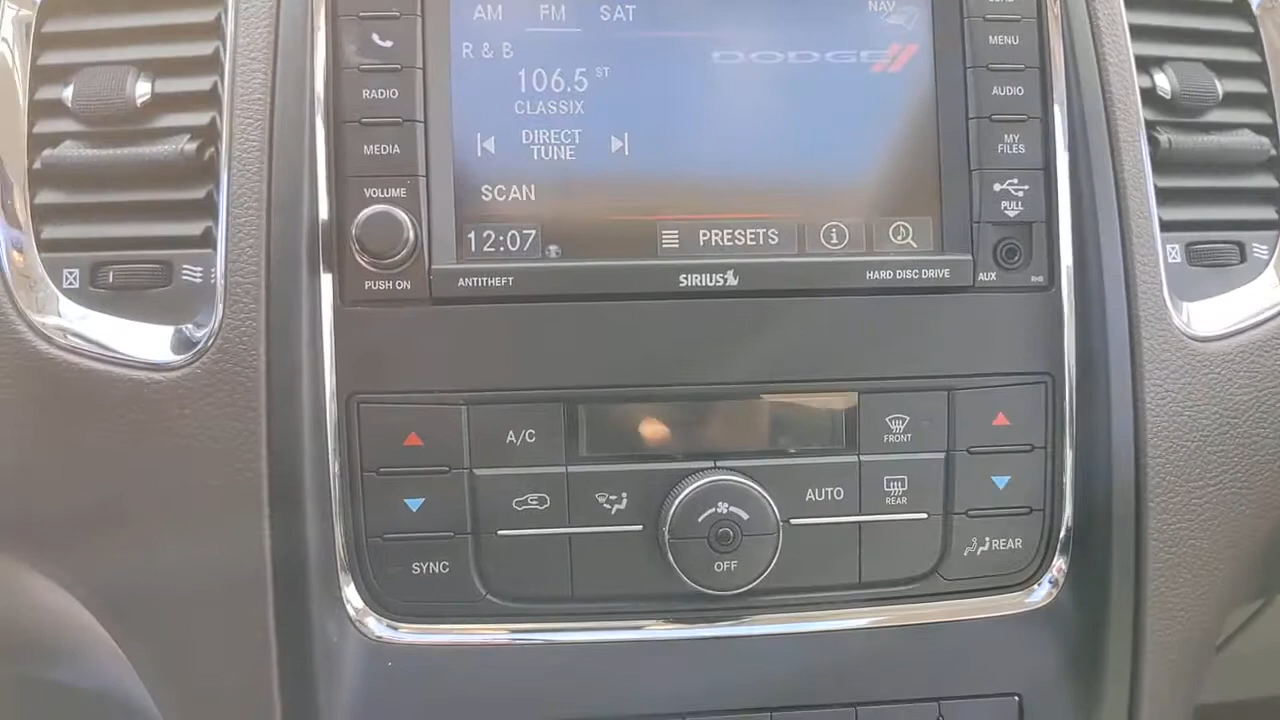 AM FM SAT
NAV
R & B
DODGE
106.5 ST
CLASSIX
DIRECT
TUNE
SCAN
12:07
PRESETS
RADIO
MEDIA
VOLUME
PUSH ON
ANTITHEFT
SIRIUS
HARD DISC DRIVE
MENU
AUDIO
MY
FILES
PULL
AUX
A/C
FRONT
AUTO
REAR
SYNC
OFF
REAR